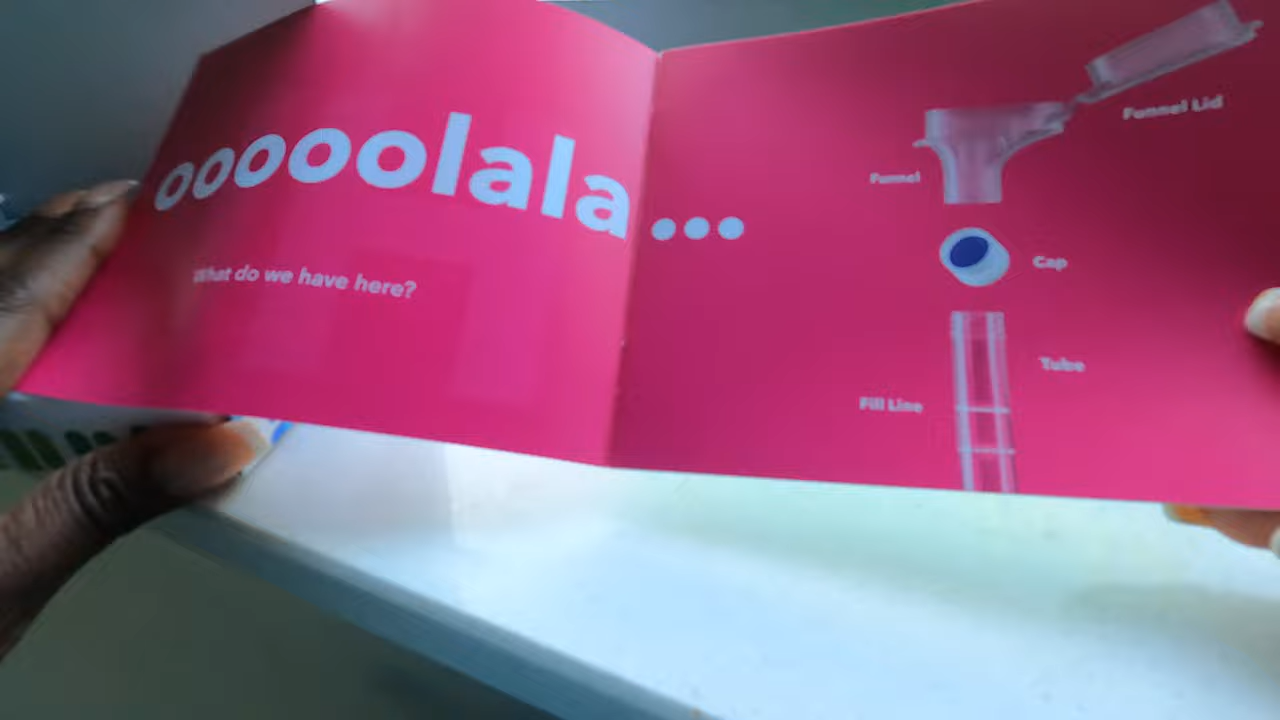 ooooolala...
What do we have here?
Funnel Lid
Funnel
Cap
Tube
Fill Line